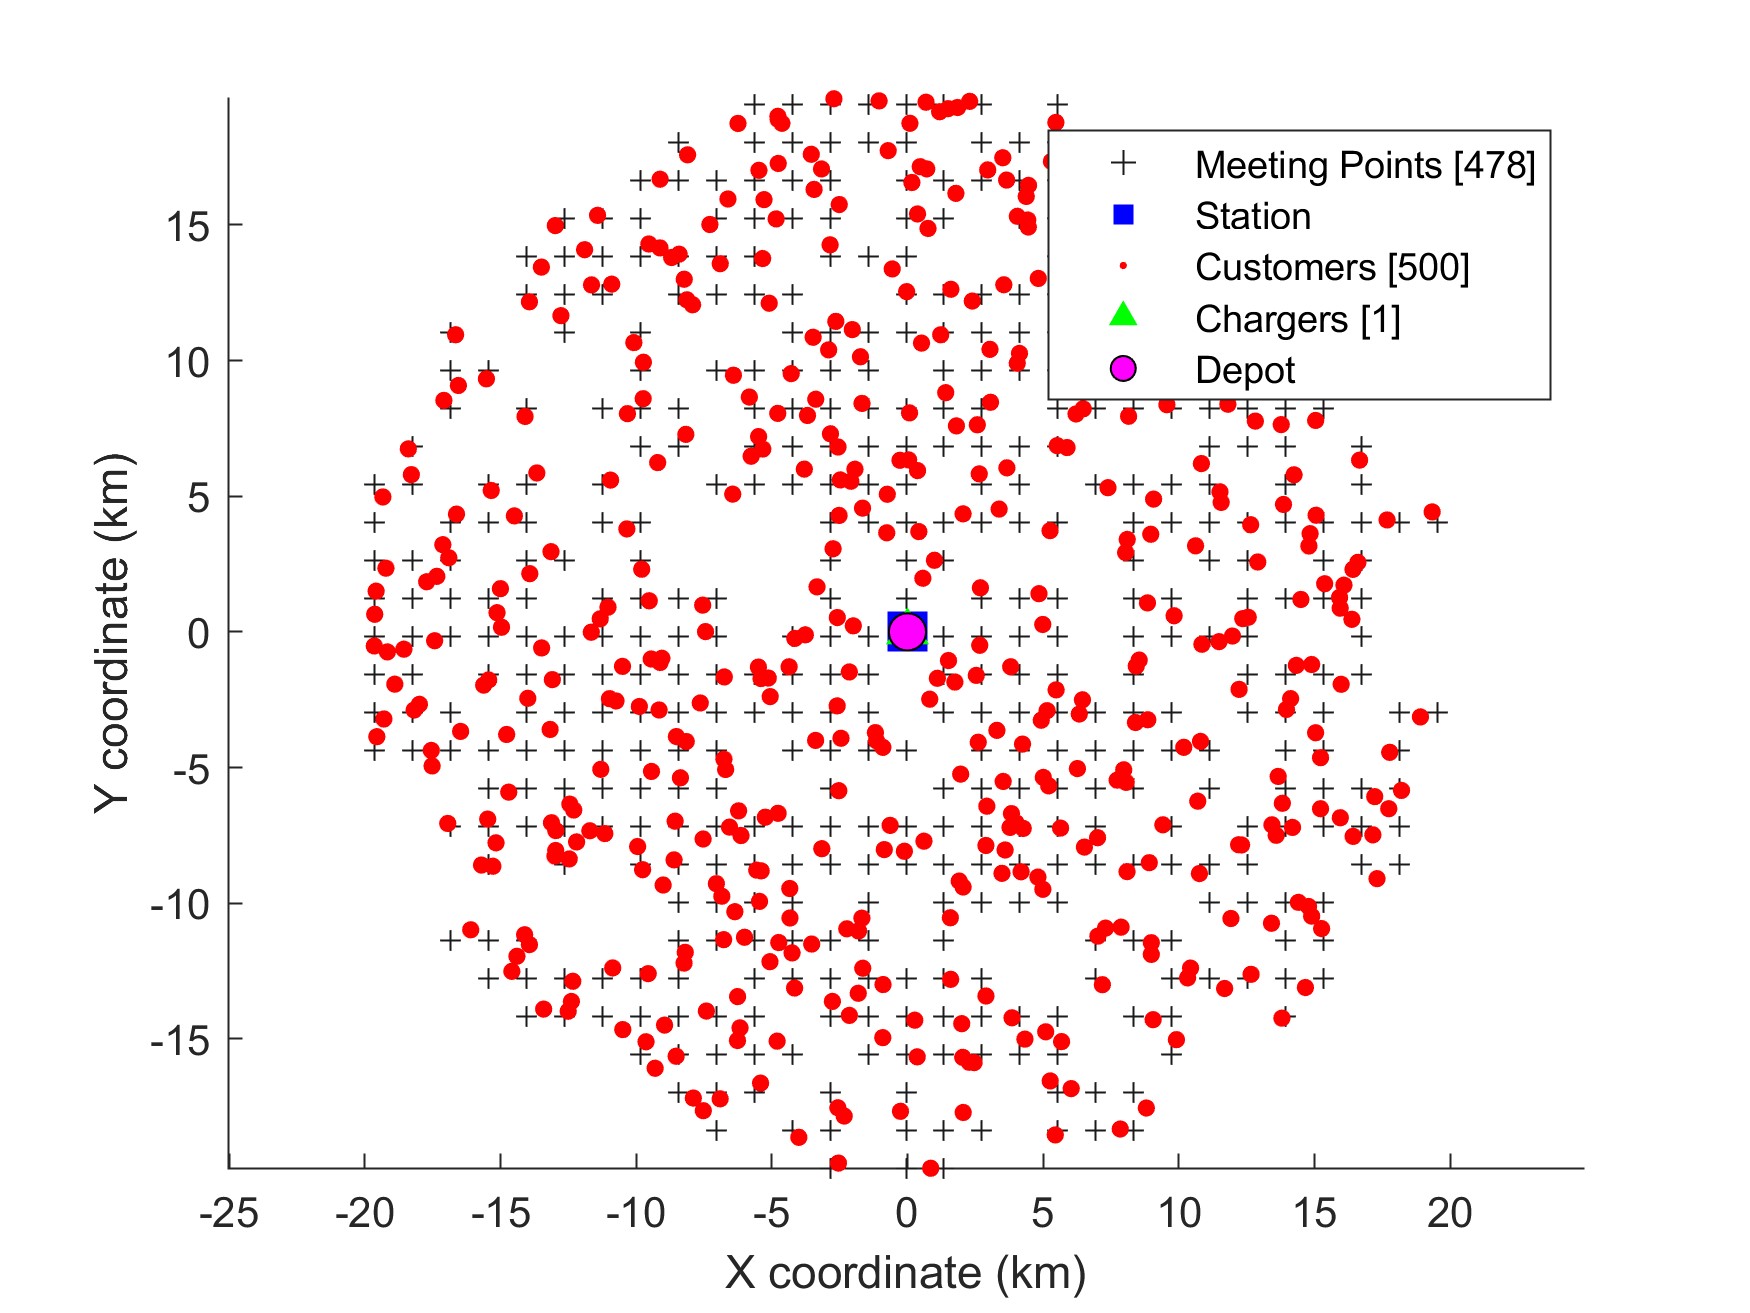 Meeting Points [478]
Station
Customers [500]
Chargers [1]
Depot
15
10
5
0
-5
-10
-15
Y coordinate (km)
-25 -20 -15 -10 -5 0 5 10 15 20
X coordinate (km)